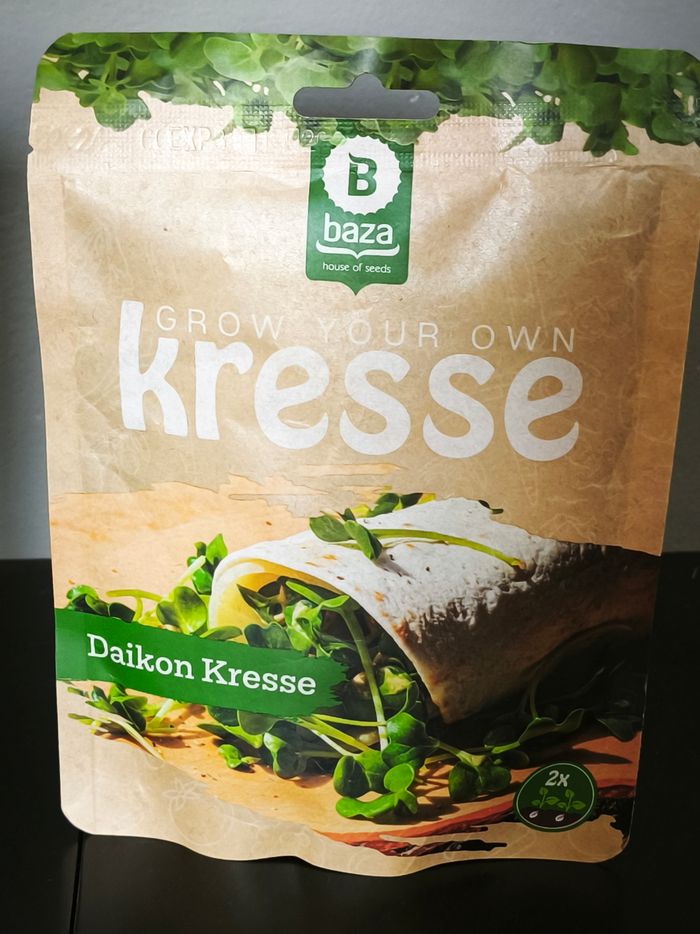 B
baza
house of seeds
GROW YOUR OWN
kresse
Daikon Kresse
2x